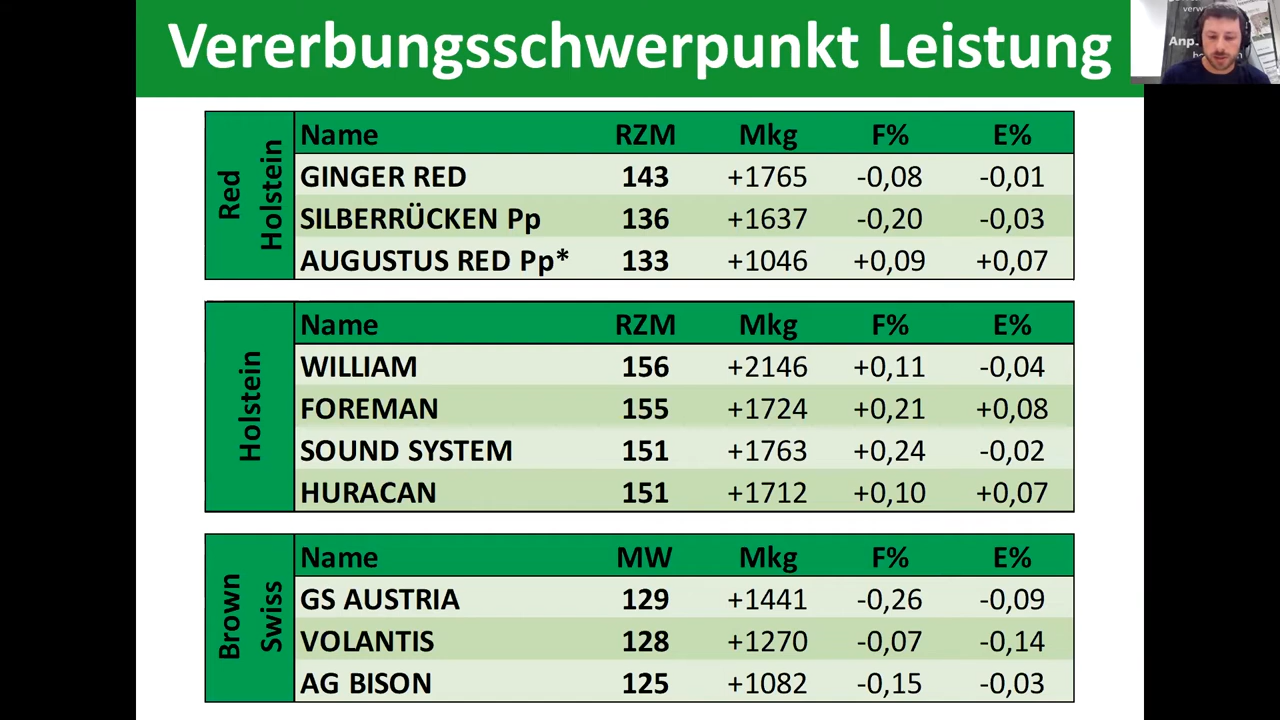 Vererbungsschwerpunkt Leistung
verw
Anp.
be
en
Red Holstein
Name RZM Mkg F% E%
GINGER RED 143 +1765 -0,08 -0,01
SILBERRÜCKEN Pp 136 +1637 -0,20 -0,03
AUGUSTUS RED Pp* 133 +1046 +0,09 +0,07
Holstein
Name RZM Mkg F% E%
WILLIAM 156 +2146 +0,11 -0,04
FOREMAN 155 +1724 +0,21 +0,08
SOUND SYSTEM 151 +1763 +0,24 -0,02
HURACAN 151 +1712 +0,10 +0,07
Brown Swiss
Name MW Mkg F% E%
GS AUSTRIA 129 +1441 -0,26 -0,09
VOLANTIS 128 +1270 -0,07 -0,14
AG BISON 125 +1082 -0,15 -0,03